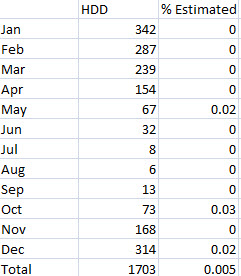 HDD % Estimated
Jan 342 0
Feb 287 0
Mar 239 0
Apr 154 0
May 67 0.02
Jun 32 0
Jul 8 0
Aug 6 0
Sep 13 0
Oct 73 0.03
Nov 168 0
Dec 314 0.02
Total 1703 0.005